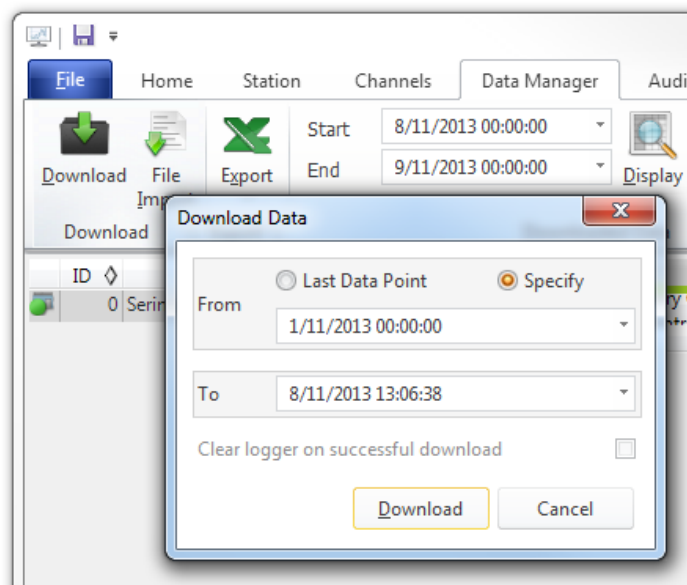 File Home Station Channels Data Manager
Start 8/11/2013 00:00:00
Download File Export End 9/11/2013 00:00:00 Display
Download
Download Data
ID
0
Last Data Point Specify
From
1/11/2013 00:00:00
To 8/11/2013 13:06:38
Clear logger on successful download
Download Cancel